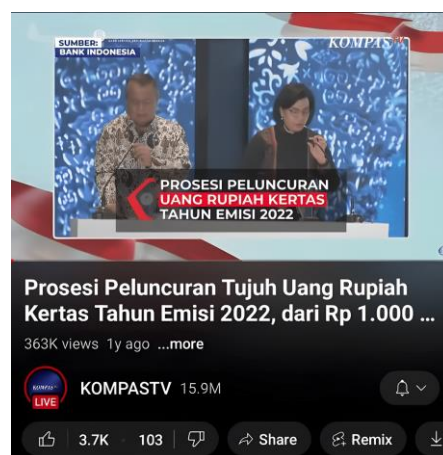 SUMBER:
BANK INDONESIA
KOMPAS TV
PROSESI PELUNCURAN
UANG RUPIAH KERTAS
TAHUN EMISI 2022
Prosesi Peluncuran Tujuh Uang Rupiah
Kertas Tahun Emisi 2022, dari Rp 1.000 ...
363K views 1y ago ...more
KOMPAS TV
LIVE
KOMPASTV 15.9M
3.7K 103 Share Remix